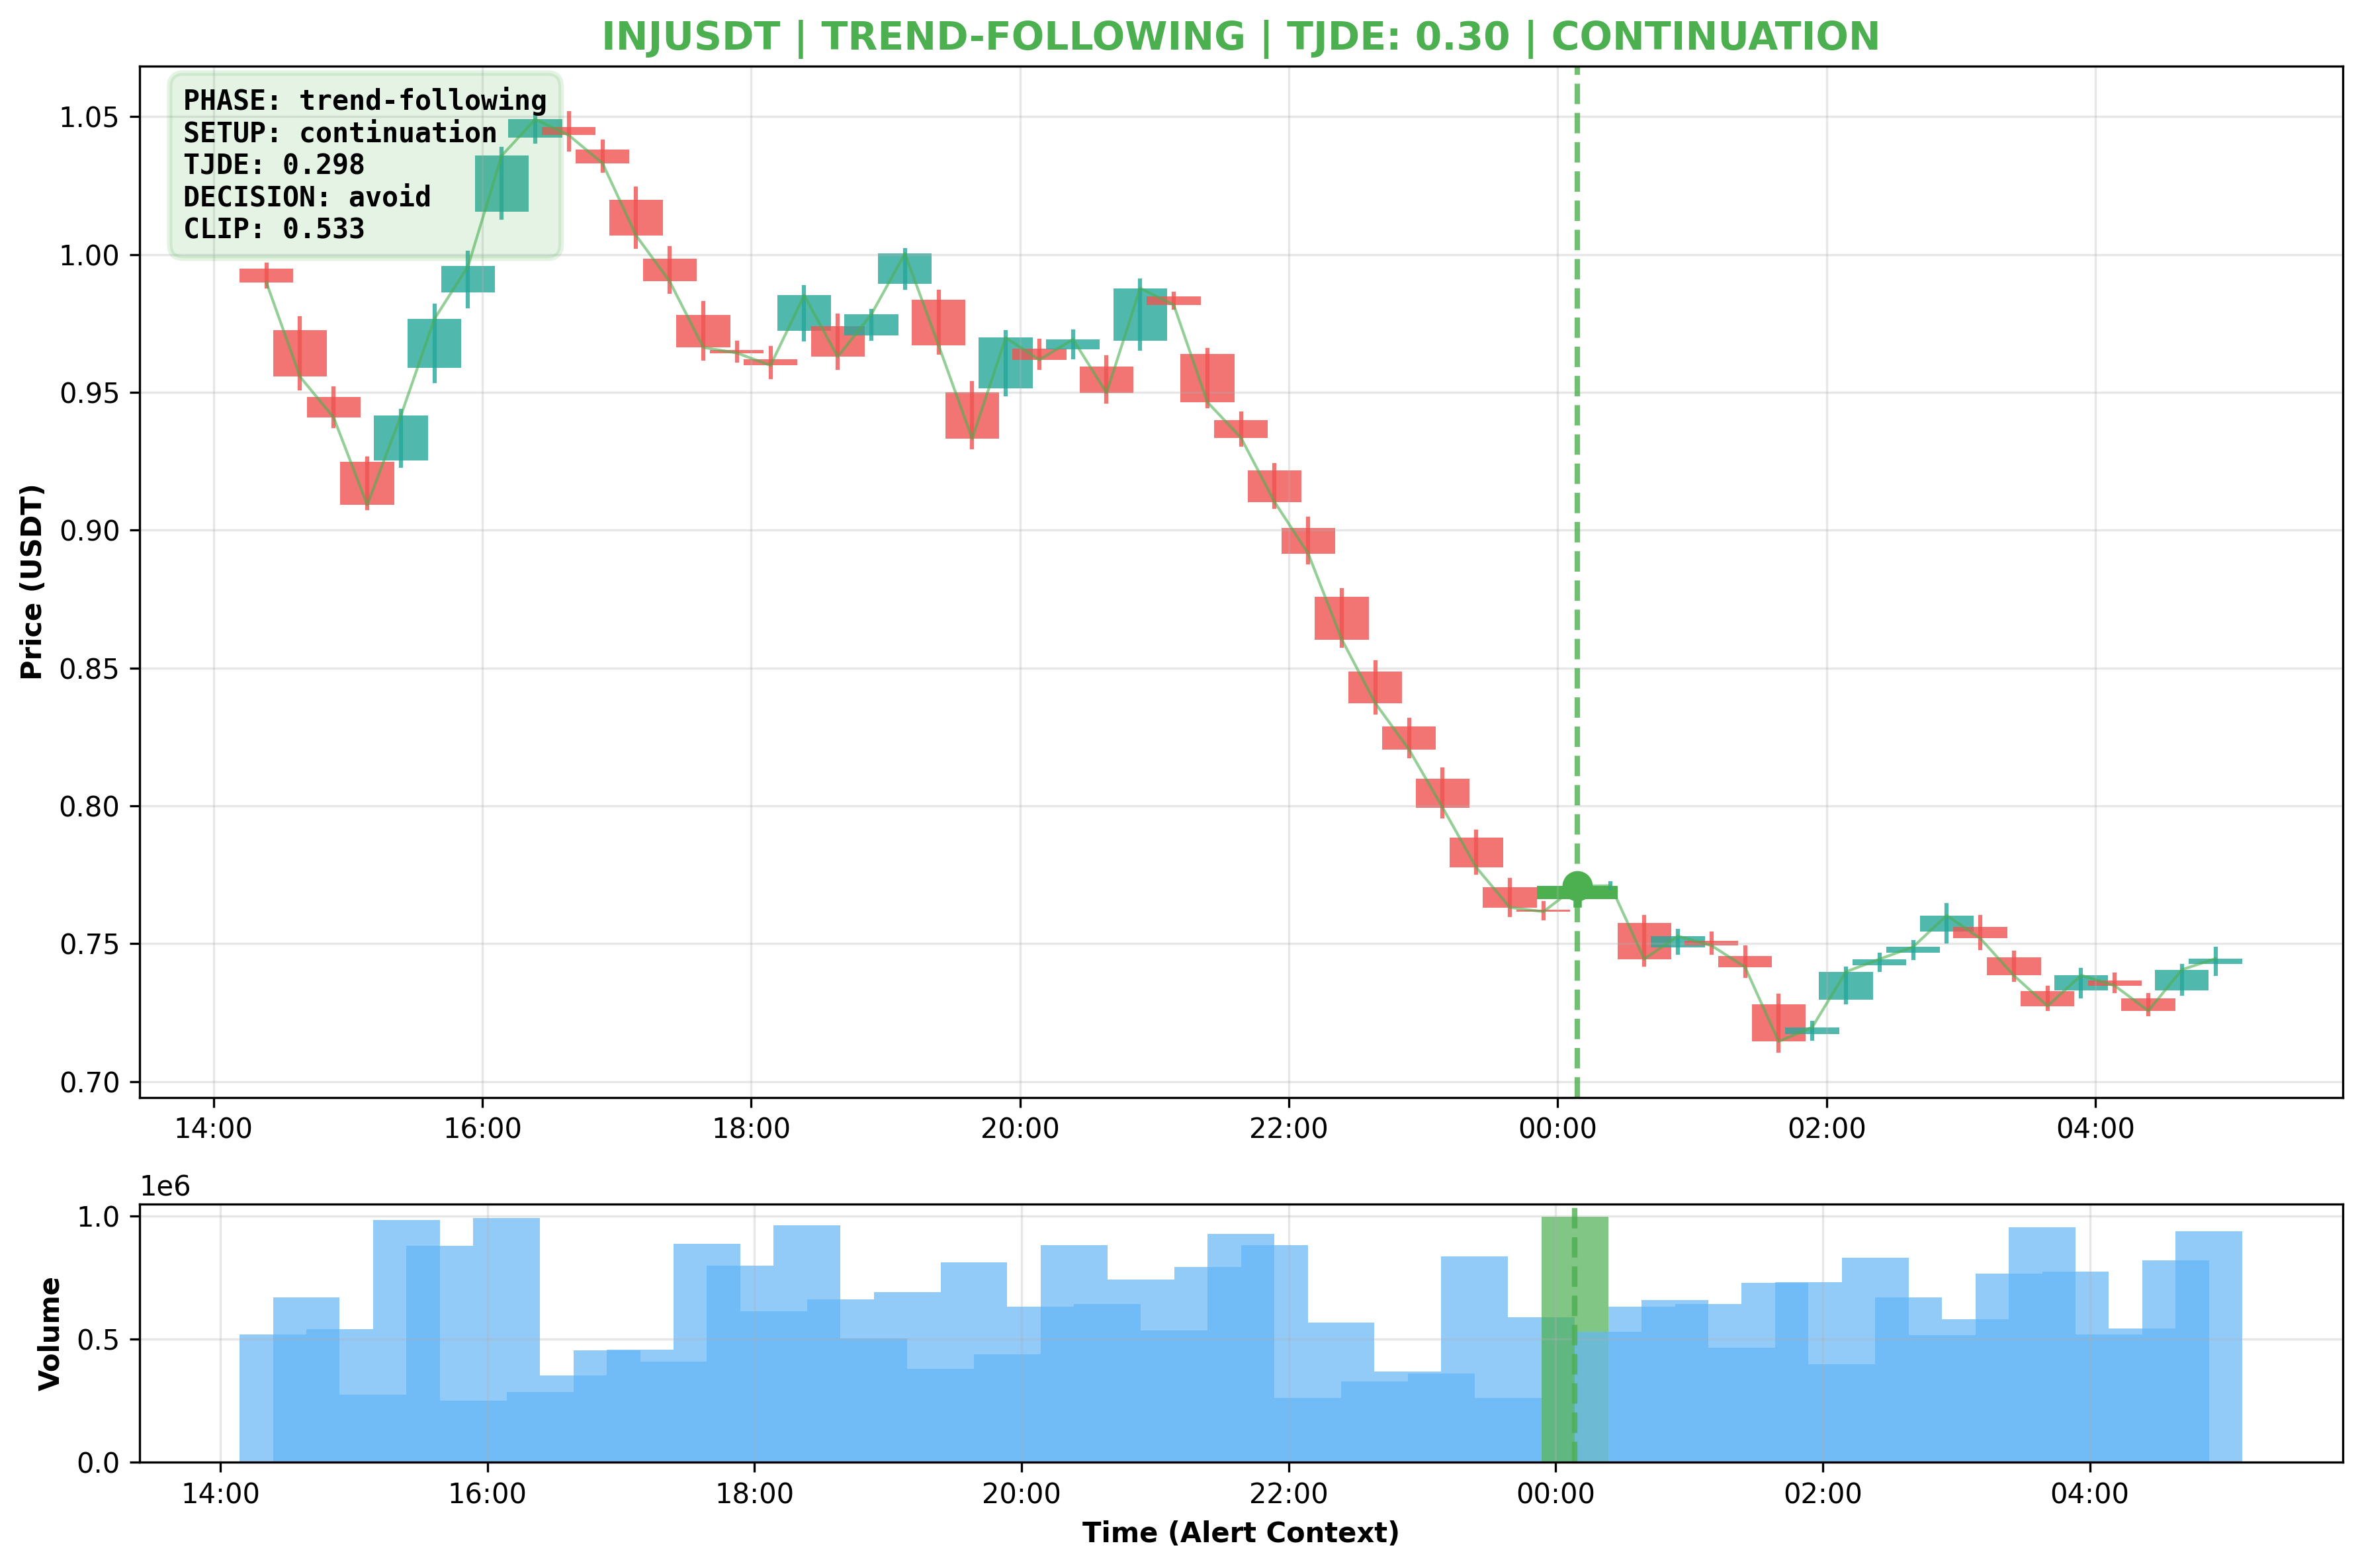 INJUSDT | TREND-FOLLOWING | TJDE: 0.30 | CONTINUATION
PHASE: trend-following
SETUP: continuation
TJDE: 0.298
DECISION: avoid
CLIP: 0.533
Price (USDT)
1.05
1.00
0.95
0.90
0.85
0.80
0.75
0.70
14:00 16:00 18:00 20:00 22:00 00:00 02:00 04:00
1e6
Volume
1.0
0.5
0.0
14:00 16:00 18:00 20:00 22:00 00:00 02:00 04:00
Time (Alert Context)